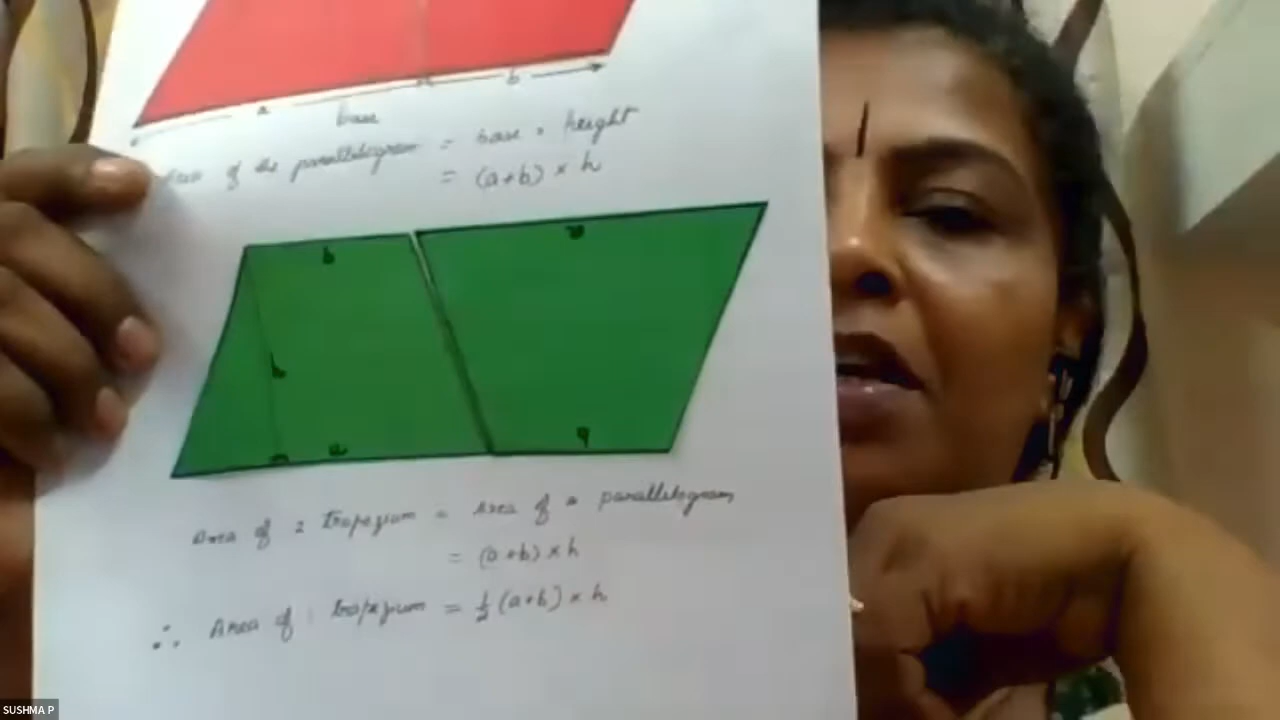 a b
base
Area of the parallelogram = base × height
= (a+b) × h
b a
h
a b
Area of 2 trapezium = Area of a parallelogram
= (a+b) × h
∴ Area of 1 trapezium = ½ (a+b) × h
SUSHMA P